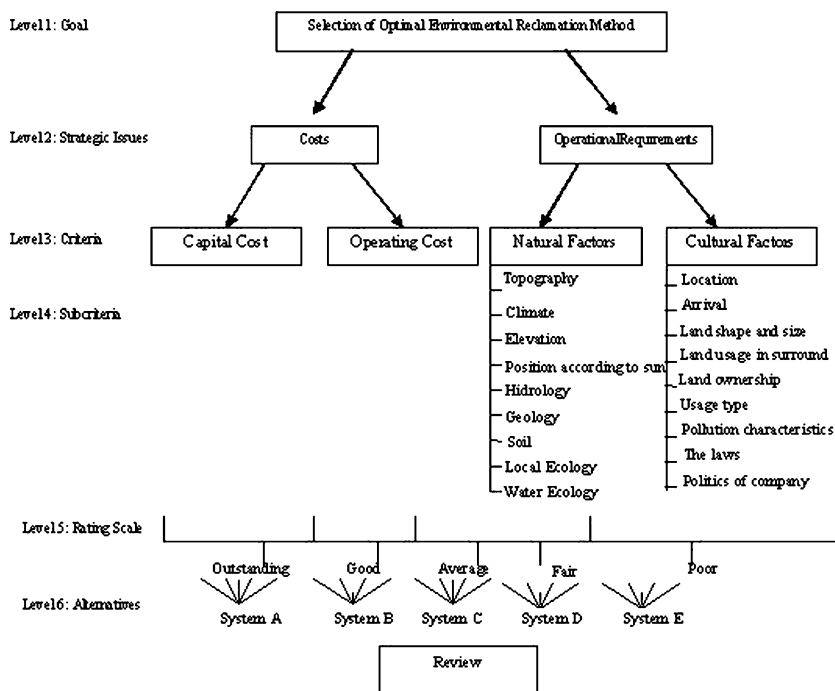 Level1: Goal
Selection of Optimal Environmental Reclamation Method
Level2: Strategic Issues
Costs
Operational Requirements
Level3: Criteria
Capital Cost
Operating Cost
Natural Factors
Cultural Factors
Level4: Subcriteria
Topography
Climate
Elevation
Position according to sun
Hidrology
Geology
Soil
Local Ecology
Water Ecology
Location
Arrival
Land shape and size
Land usage in surround
Land ownership
Usage type
Pollution characteristics
The laws
Politics of company
Level5: Rating Scale
Outstanding
Good
Average
Fair
Poor
Level6: Alternatives
System A
System B
System C
System D
System E
Review